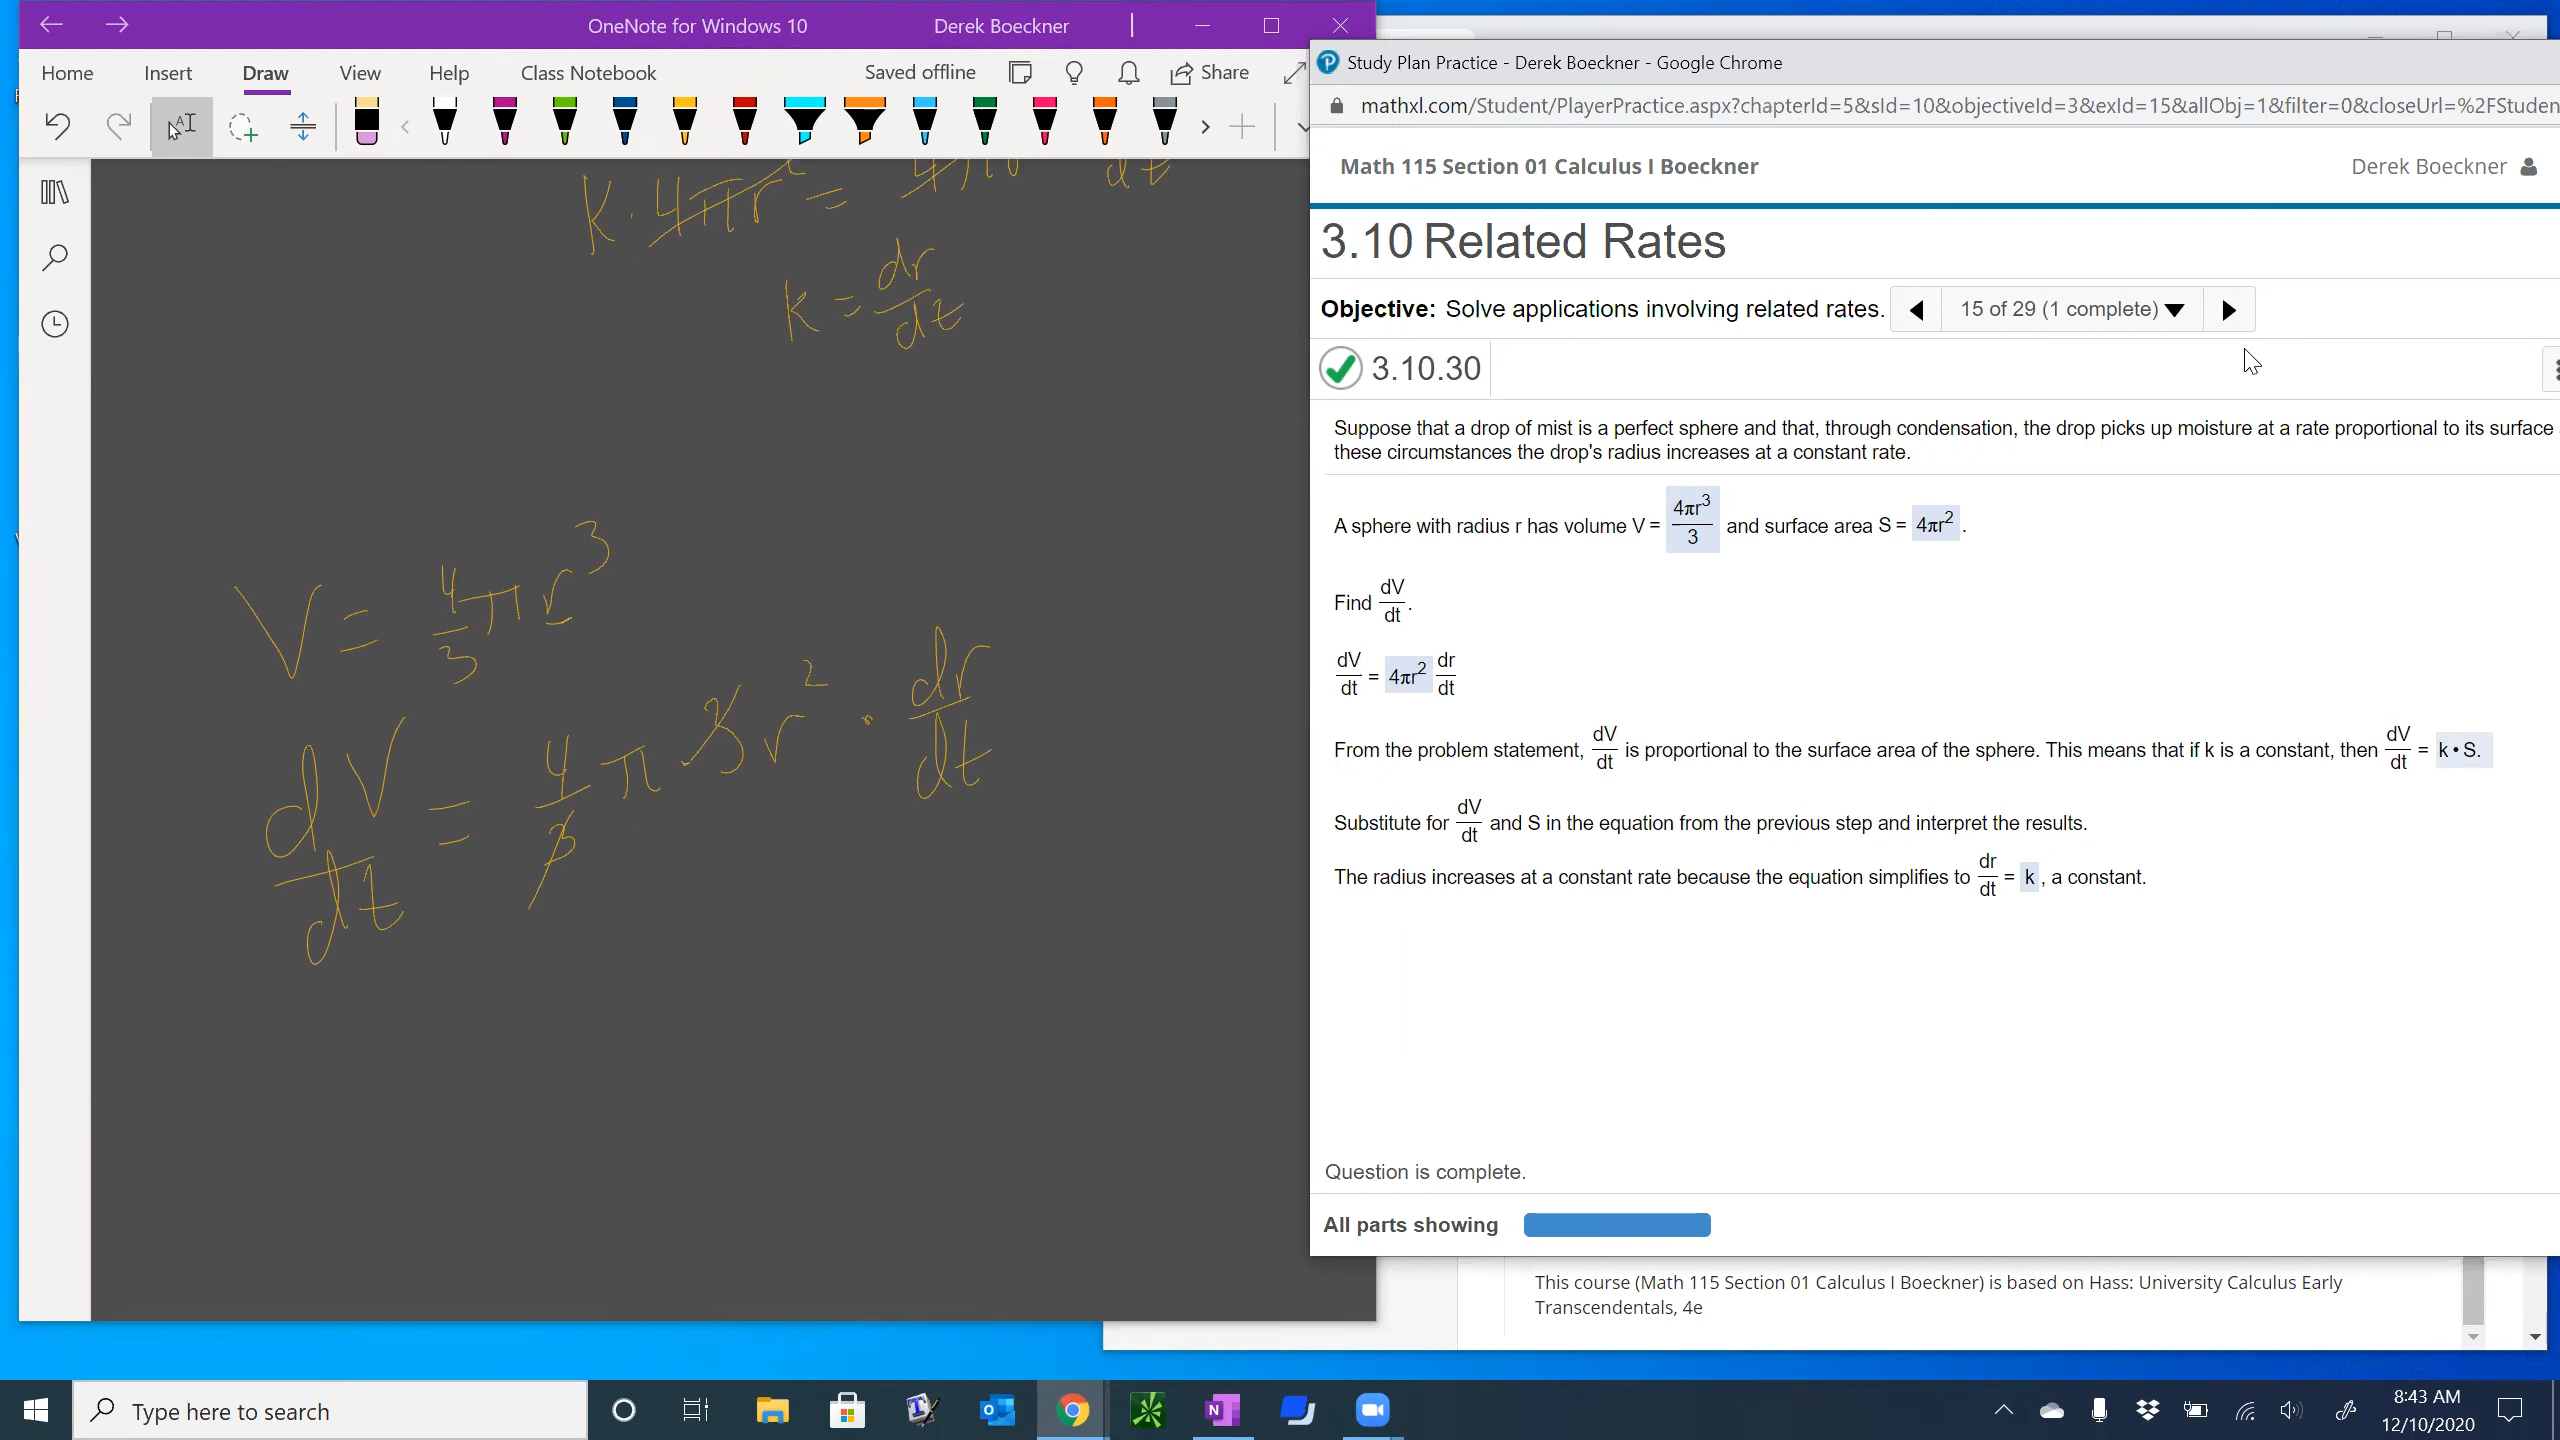 OneNote for Windows 10
Derek Boeckner
Home Insert Draw View Help Class Notebook Saved offline Share
K · 4πr² =
dt
k = dr/dt
V = 4/3 πr³
dV/dt = 4/3 π · 3r² · dr/dt
Study Plan Practice - Derek Boeckner - Google Chrome
mathxl.com/Student/PlayerPractice.aspx?chapterId=5&sId=10&objectiveId=3&exId=15&allObj=1&filter=0&closeUrl=%2FStuden
Math 115 Section 01 Calculus I Boeckner
Derek Boeckner
3.10 Related Rates
Objective: Solve applications involving related rates.
15 of 29 (1 complete)
3.10.30
Suppose that a drop of mist is a perfect sphere and that, through condensation, the drop picks up moisture at a rate proportional to its surface
these circumstances the drop's radius increases at a constant rate.
A sphere with radius r has volume V = 4πr³/3 and surface area S = 4πr².
Find dV/dt.
dV/dt = 4πr² dr/dt
From the problem statement, dV/dt is proportional to the surface area of the sphere. This means that if k is a constant, then dV/dt = k • S.
Substitute for dV/dt and S in the equation from the previous step and interpret the results.
The radius increases at a constant rate because the equation simplifies to dr/dt = k, a constant.
Question is complete.
All parts showing
This course (Math 115 Section 01 Calculus I Boeckner) is based on Hass: University Calculus Early
Transcendentals, 4e
Type here to search
8:43 AM
12/10/2020